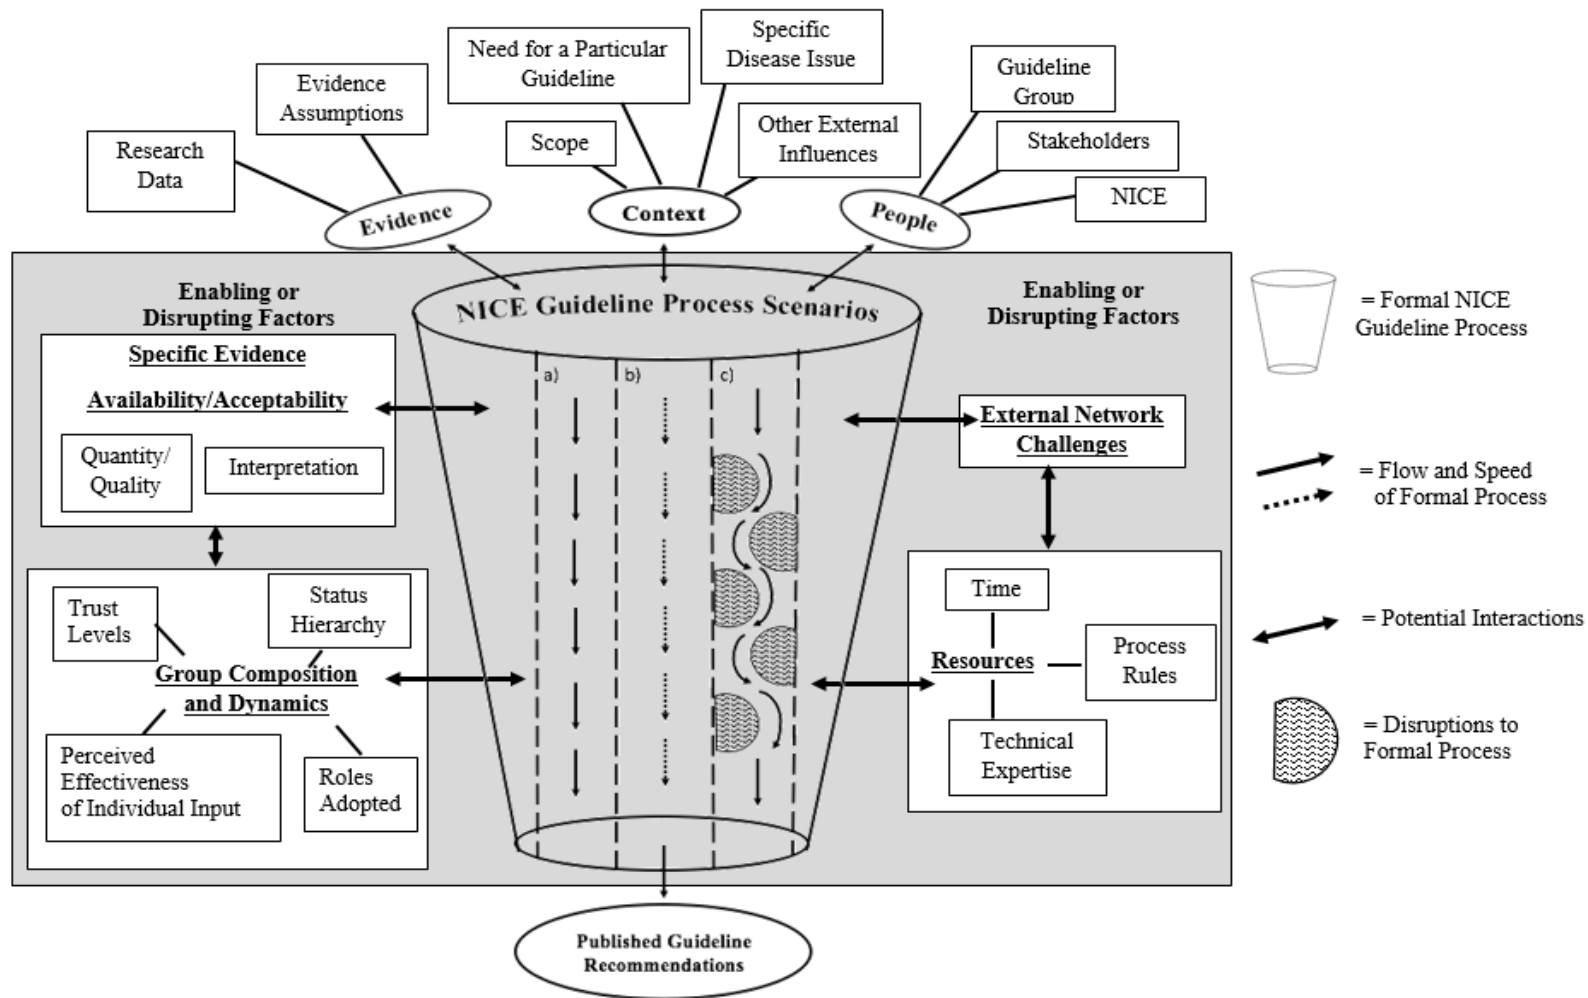 Research
Data
Evidence
Assumptions
Need for a Particular
Guideline
Specific
Disease Issue
Scope
Other External
Influences
Guideline
Group
Stakeholders
NICE
Evidence
Context
People
Enabling or
Disrupting Factors
Specific Evidence
Availability/Acceptability
Quantity/
Quality
Interpretation
Trust
Levels
Status
Hierarchy
Group Composition
and Dynamics
Perceived
Effectiveness
of Individual Input
Roles
Adopted
NICE Guideline Process Scenarios
a)
b)
c)
Enabling or
Disrupting Factors
External Network
Challenges
Time
Resources
Process
Rules
Technical
Expertise
Published Guideline
Recommendations
= Formal NICE
Guideline Process
= Flow and Speed
of Formal Process
= Potential Interactions
= Disruptions to
Formal Process